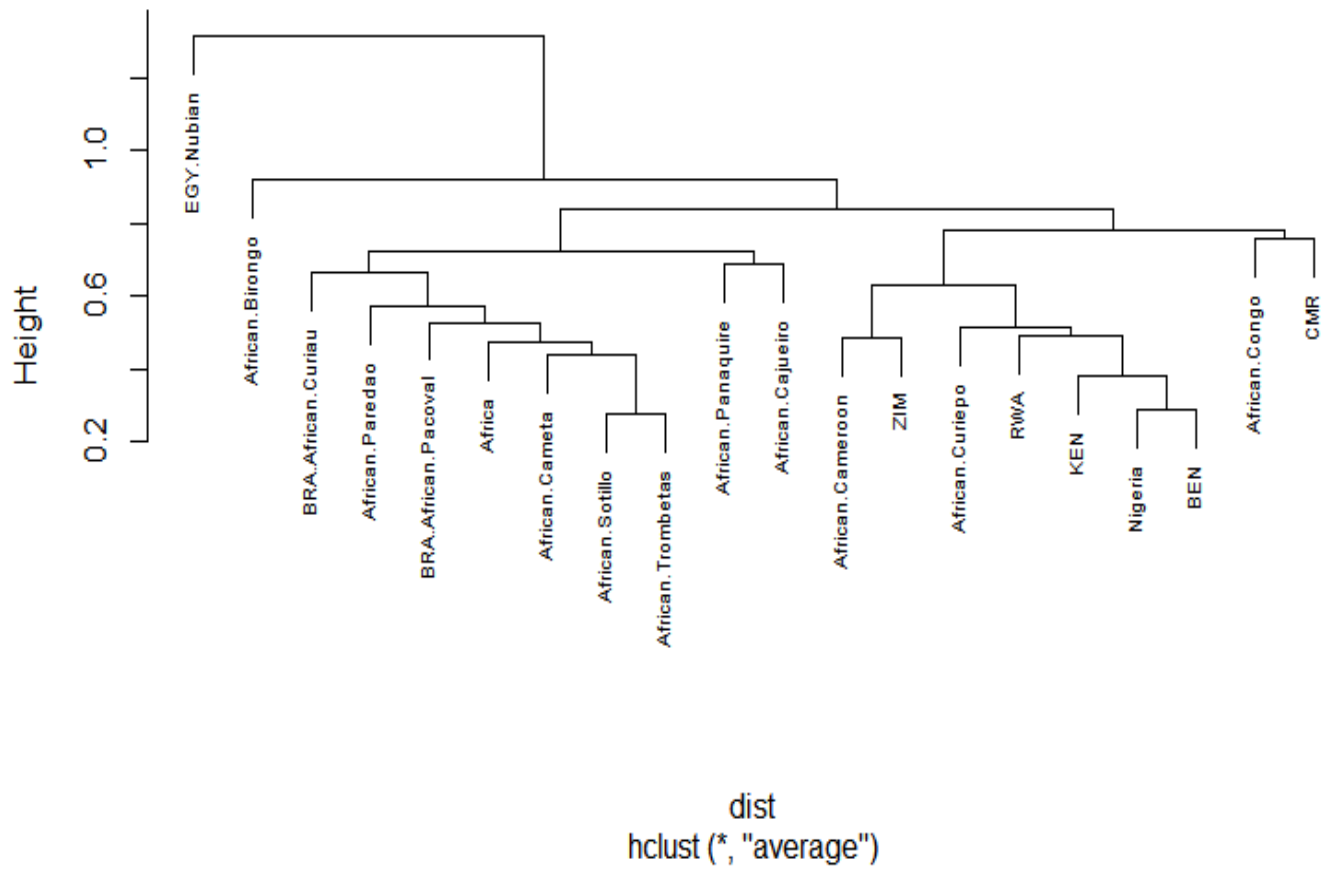 Height
1.0
0.6
0.2
EGY.Nubian
African.Birongo
BRA.African.Curiau
African.Paredao
BRA.African.Pacoval
Africa
African.Cameta
African.Sotillo
African.Trombetas
African.Panaquire
African.Cajueiro
African.Cameroon
ZIM
African.Curiepo
RWA
KEN
Nigeria
BEN
African.Congo
CMR
dist
hclust (*, "average")